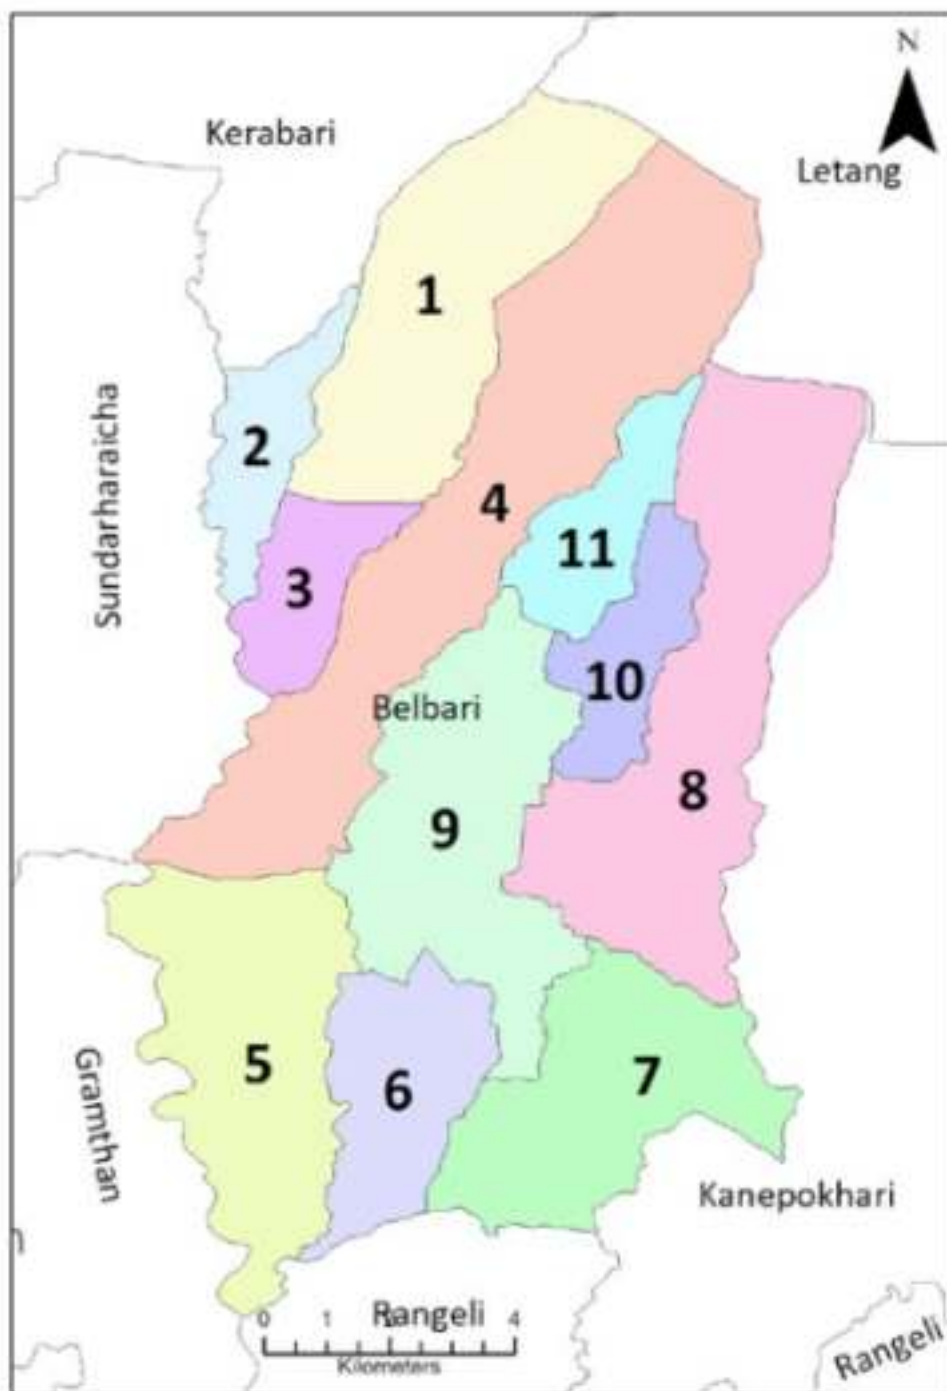 N
Kerabari
Letang
1
2
Sundarharaicha
4
11
3
10
Belbari
8
9
5
6
7
Gramthan
Kanepokhari
Rangeli
0 1 4
Kilometers
Rangeli